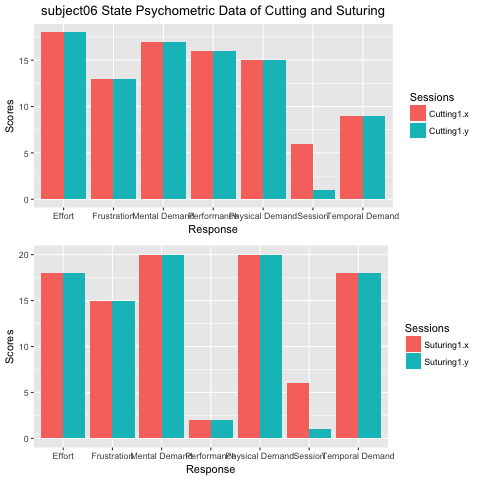 subject06 State Psychometric Data of Cutting and Suturing
15
10
5
0
Scores
Effort Frustration Mental Demand Performance Physical Demand Session Temporal Demand
Response
Sessions
Cutting1.x
Cutting1.y
20
15
10
5
0
Scores
Effort Frustration Mental Demand Performance Physical Demand Session Temporal Demand
Response
Sessions
Suturing1.x
Suturing1.y